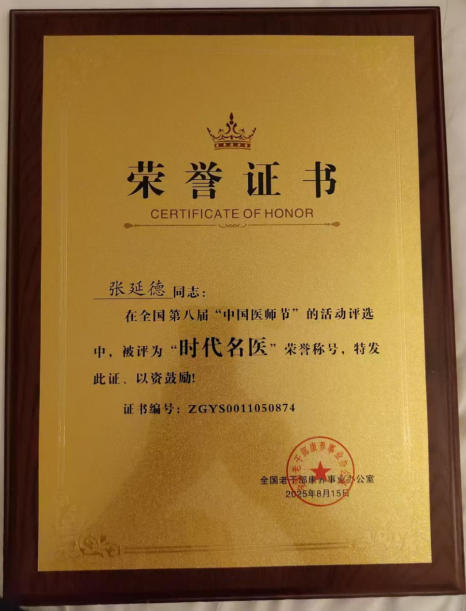 荣誉证书
CERTIFICATE OF HONOR
张延德 同志：
在全国第八届“中国医师节”的活动评选
中，被评为“时代名医”荣誉称号，特发
此证，以资鼓励!
证书编号：ZGYS0011050874
全国老干部康养事业办公室
2025年8月15日